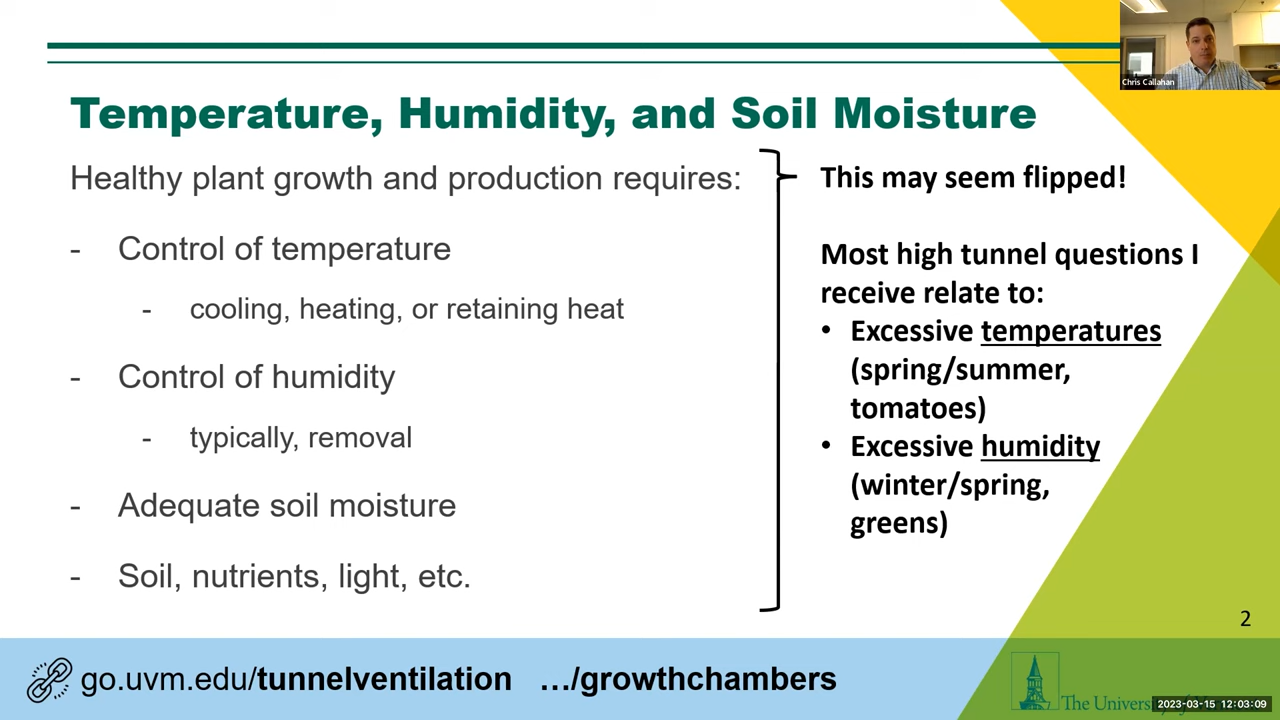 Chris Callahan
Temperature, Humidity, and Soil Moisture
Healthy plant growth and production requires:
- Control of temperature
- cooling, heating, or retaining heat
- Control of humidity
- typically, removal
- Adequate soil moisture
- Soil, nutrients, light, etc.
This may seem flipped!
Most high tunnel questions I
receive relate to:
• Excessive temperatures
(spring/summer,
tomatoes)
• Excessive humidity
(winter/spring,
greens)
2
go.uvm.edu/tunnelventilation …/growthchambers
The University of
2023-03-15 12:03:09